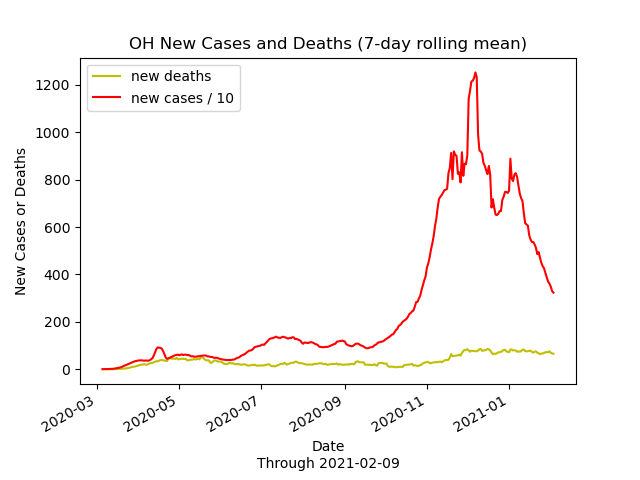 OH New Cases and Deaths (7-day rolling mean)
new deaths
new cases / 10
1200
1000
800
600
400
200
0
New Cases or Deaths
2020-03
2020-05
2020-07
2020-09
2020-11
2021-01
Date
Through 2021-02-09